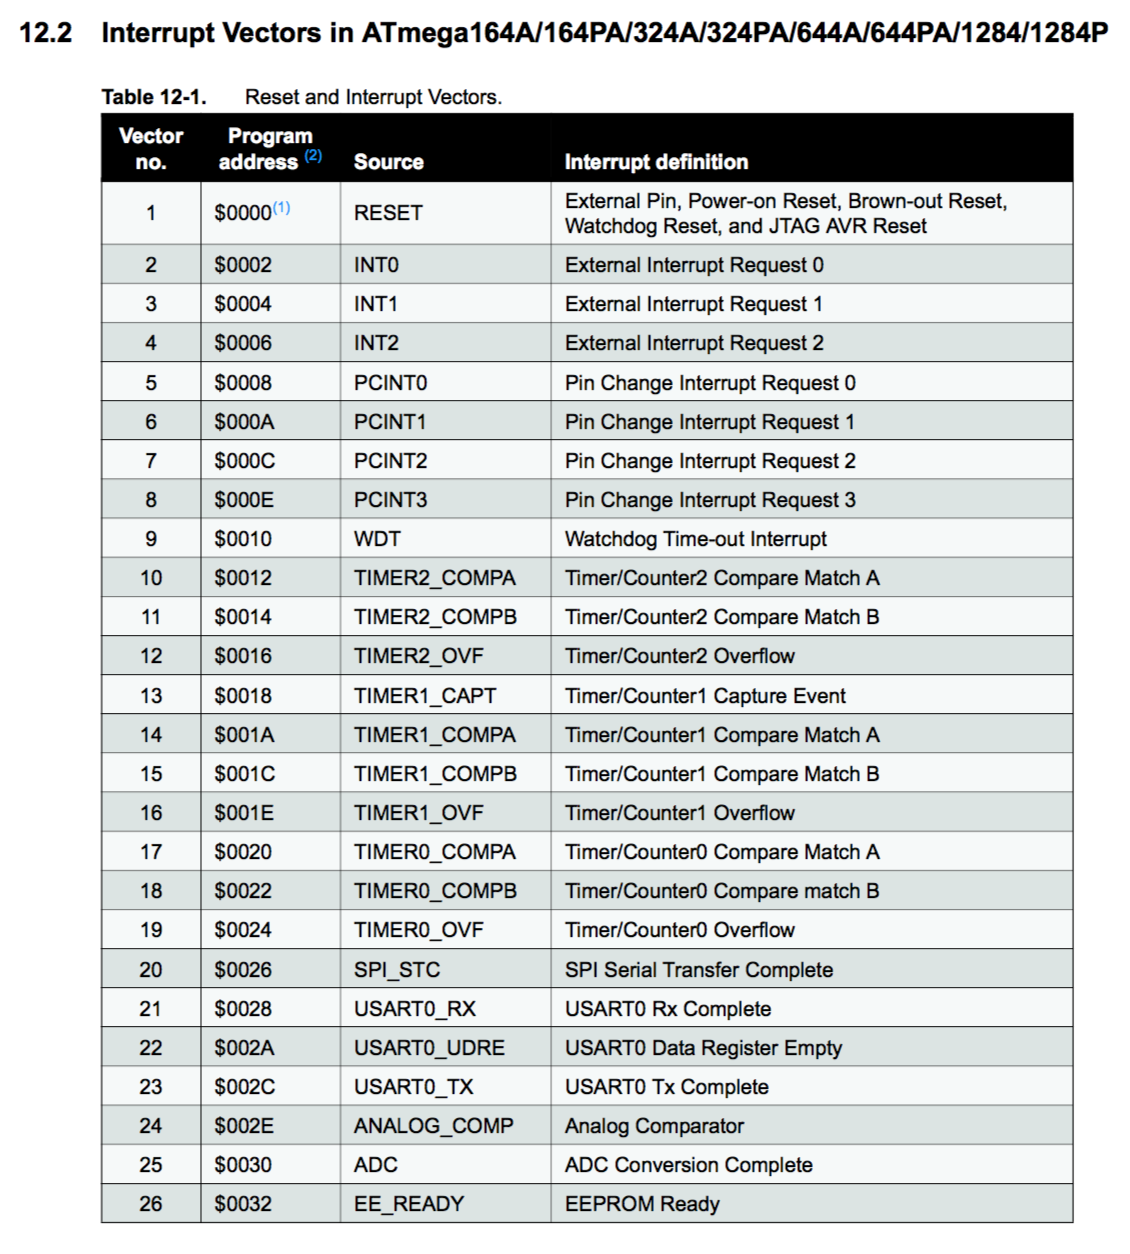 12.2 Interrupt Vectors in ATmega164A/164PA/324A/324PA/644A/644PA/1284/1284P
Table 12-1. Reset and Interrupt Vectors.
Vector no. Program address (2) Source Interrupt definition
1 $0000(1) RESET External Pin, Power-on Reset, Brown-out Reset,
Watchdog Reset, and JTAG AVR Reset
2 $0002 INT0 External Interrupt Request 0
3 $0004 INT1 External Interrupt Request 1
4 $0006 INT2 External Interrupt Request 2
5 $0008 PCINT0 Pin Change Interrupt Request 0
6 $000A PCINT1 Pin Change Interrupt Request 1
7 $000C PCINT2 Pin Change Interrupt Request 2
8 $000E PCINT3 Pin Change Interrupt Request 3
9 $0010 WDT Watchdog Time-out Interrupt
10 $0012 TIMER2_COMPA Timer/Counter2 Compare Match A
11 $0014 TIMER2_COMPB Timer/Counter2 Compare Match B
12 $0016 TIMER2_OVF Timer/Counter2 Overflow
13 $0018 TIMER1_CAPT Timer/Counter1 Capture Event
14 $001A TIMER1_COMPA Timer/Counter1 Compare Match A
15 $001C TIMER1_COMPB Timer/Counter1 Compare Match B
16 $001E TIMER1_OVF Timer/Counter1 Overflow
17 $0020 TIMER0_COMPA Timer/Counter0 Compare Match A
18 $0022 TIMER0_COMPB Timer/Counter0 Compare match B
19 $0024 TIMER0_OVF Timer/Counter0 Overflow
20 $0026 SPI_STC SPI Serial Transfer Complete
21 $0028 USART0_RX USART0 Rx Complete
22 $002A USART0_UDRE USART0 Data Register Empty
23 $002C USART0_TX USART0 Tx Complete
24 $002E ANALOG_COMP Analog Comparator
25 $0030 ADC ADC Conversion Complete
26 $0032 EE_READY EEPROM Ready